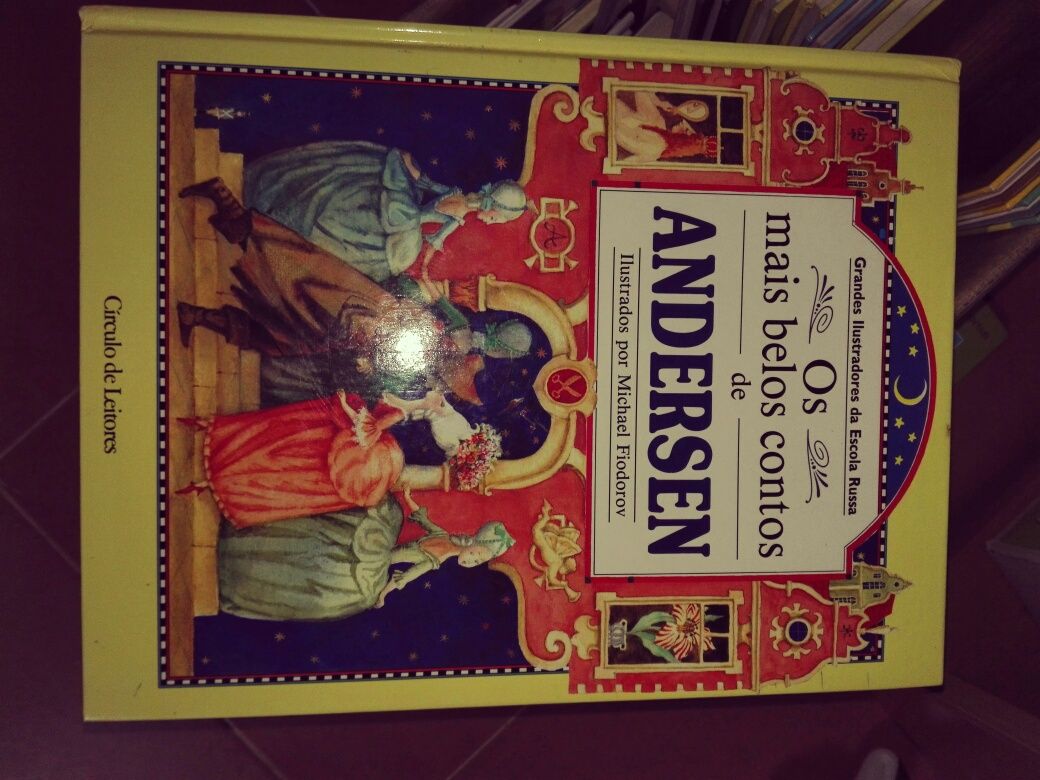 Grandes Ilustradores da Escola Russa
Os
mais belos contos
de
ANDERSEN
Ilustrados por Michael Fiodorov
A
Círculo de Leitores